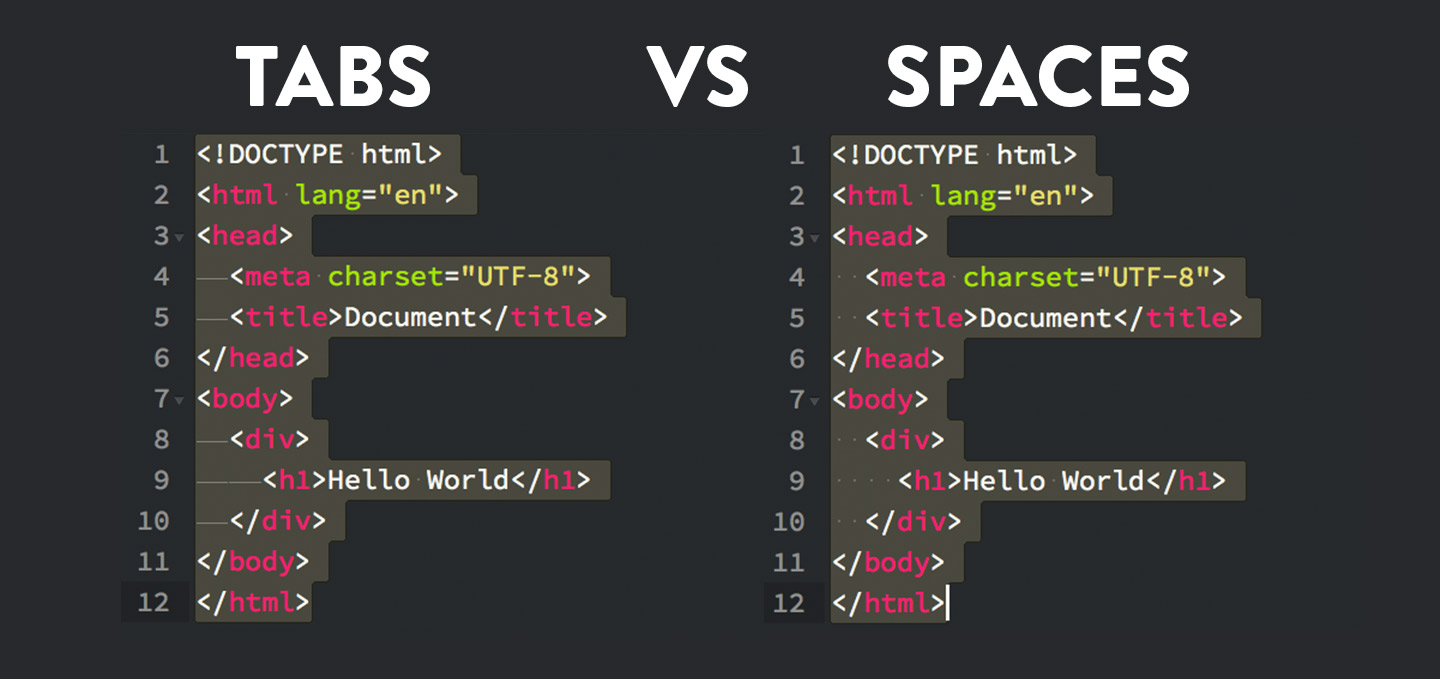 TABS VS SPACES
1 <!DOCTYPE html>
2 <html lang="en">
3 <head>
4 <meta charset="UTF-8">
5 <title>Document</title>
6 </head>
7 <body>
8 <div>
9 <h1>Hello World</h1>
10 </div>
11 </body>
12 </html>
1 <!DOCTYPE html>
2 <html lang="en">
3 <head>
4 <meta charset="UTF-8">
5 <title>Document</title>
6 </head>
7 <body>
8 <div>
9 <h1>Hello World</h1>
10 </div>
11 </body>
12 </html>